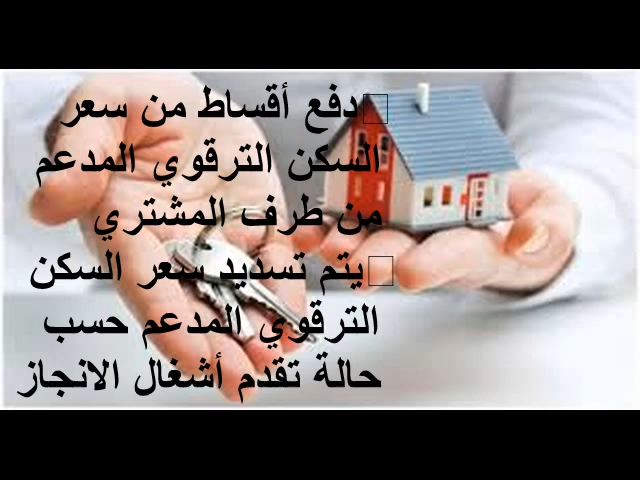 دفع أقساط من سعر
السكن الترقوي المدعم
من طرف المشتري
يتم تسديد سعر السكن
الترقوي المدعم حسب
حالة تقدم أشغال الانجاز